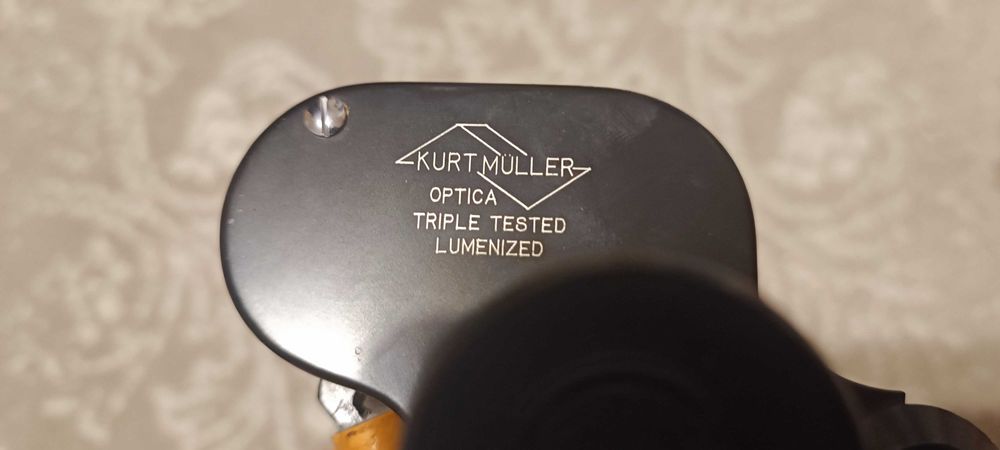 KURT MÜLLER
OPTICA
TRIPLE TESTED
LUMENIZED